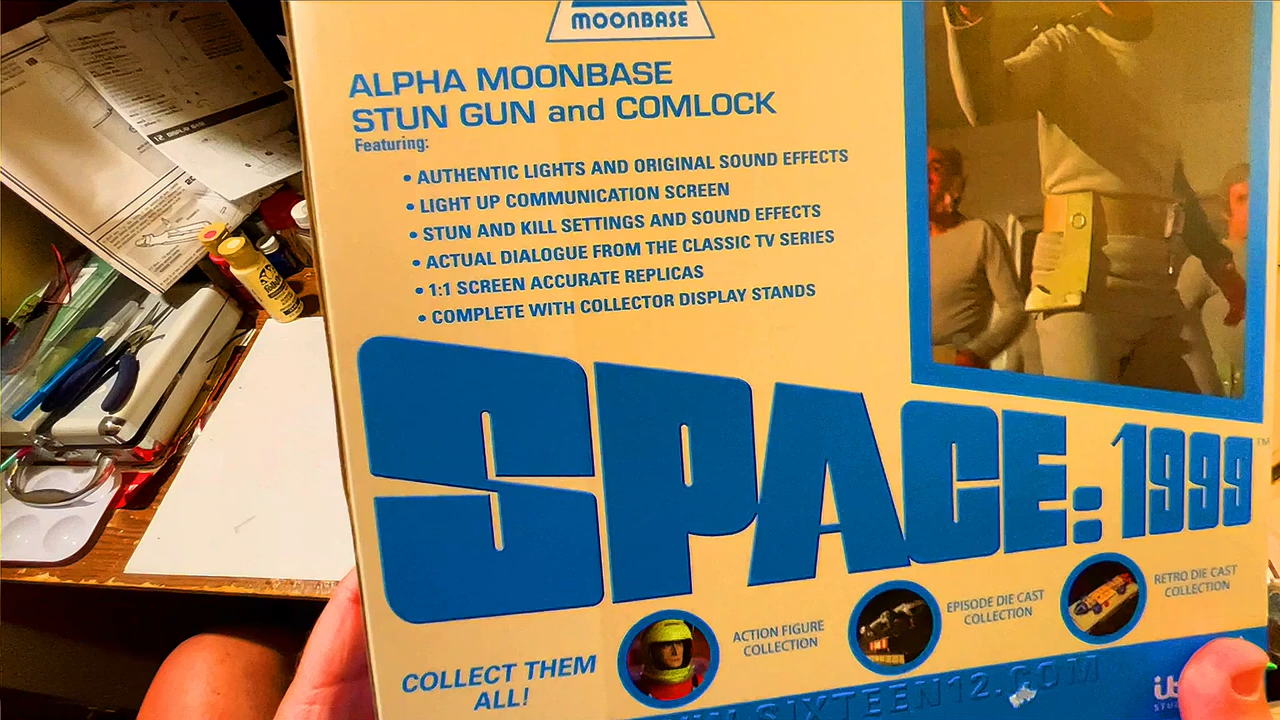 MOONBASE
ALPHA MOONBASE
STUN GUN and COMLOCK
Featuring:
• AUTHENTIC LIGHTS AND ORIGINAL SOUND EFFECTS
• LIGHT UP COMMUNICATION SCREEN
• STUN AND KILL SETTINGS AND SOUND EFFECTS
• ACTUAL DIALOGUE FROM THE CLASSIC TV SERIES
• 1:1 SCREEN ACCURATE REPLICAS
• COMPLETE WITH COLLECTOR DISPLAY STANDS
SPACE: 1999 ™
COLLECT THEM
ALL!
ACTION FIGURE
COLLECTION
EPISODE DIE CAST
COLLECTION
RETRO DIE CAST
COLLECTION
SIXTEEN12.COM